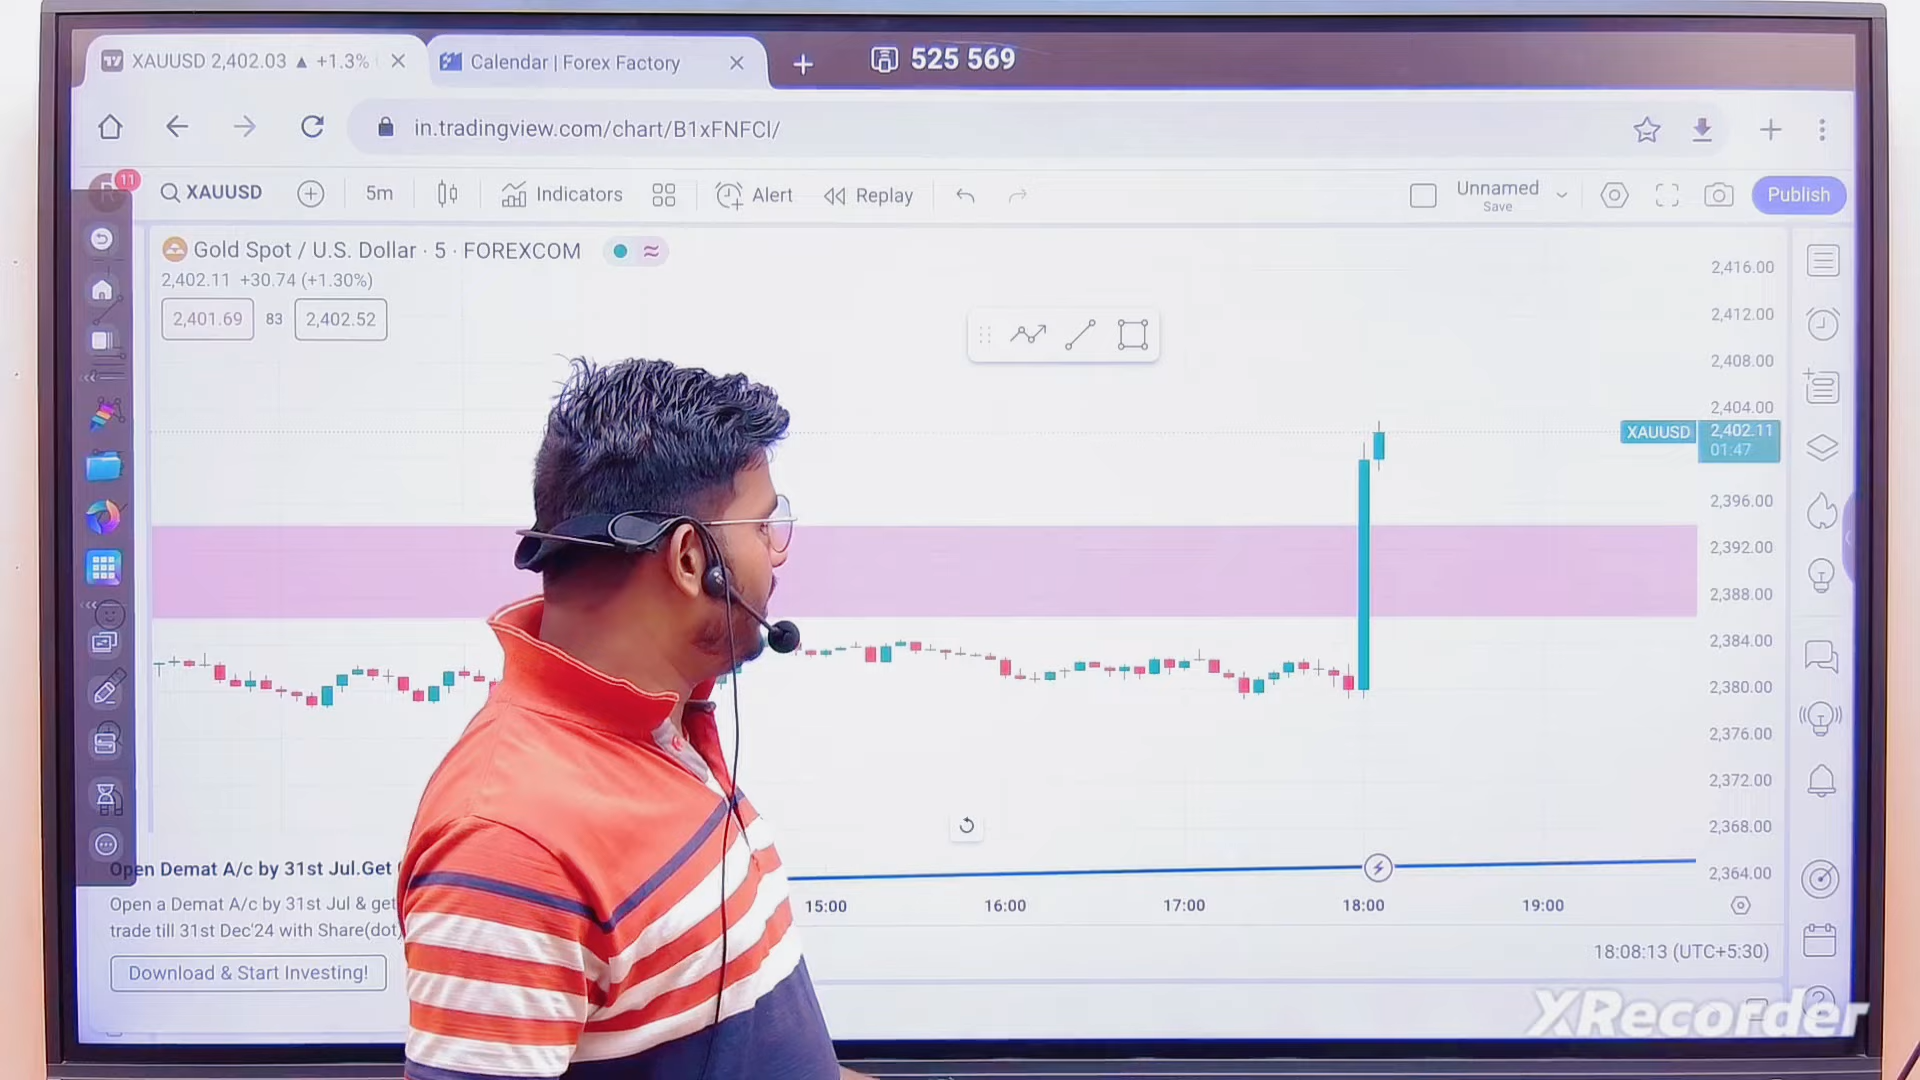 XAUUSD 2,402.03 ▲ +1.3%
Calendar | Forex Factory
525 569
in.tradingview.com/chart/B1xFNFCl/
11
R
XAUUSD
5m
Indicators
Alert
Replay
Unnamed
Save
Publish
Gold Spot / U.S. Dollar · 5 · FOREXCOM
2,402.11 +30.74 (+1.30%)
2,401.69
83
2,402.52
2,416.00
2,412.00
2,408.00
2,404.00
XAUUSD
2,402.11
01:47
2,396.00
2,392.00
2,388.00
2,384.00
2,380.00
2,376.00
2,372.00
2,368.00
2,364.00
15:00
16:00
17:00
18:00
19:00
18:08:13 (UTC+5:30)
Open Demat A/c by 31st Jul.Get
Open a Demat A/c by 31st Jul & get
trade till 31st Dec'24 with Share(dot)
Download & Start Investing!
XRecorder